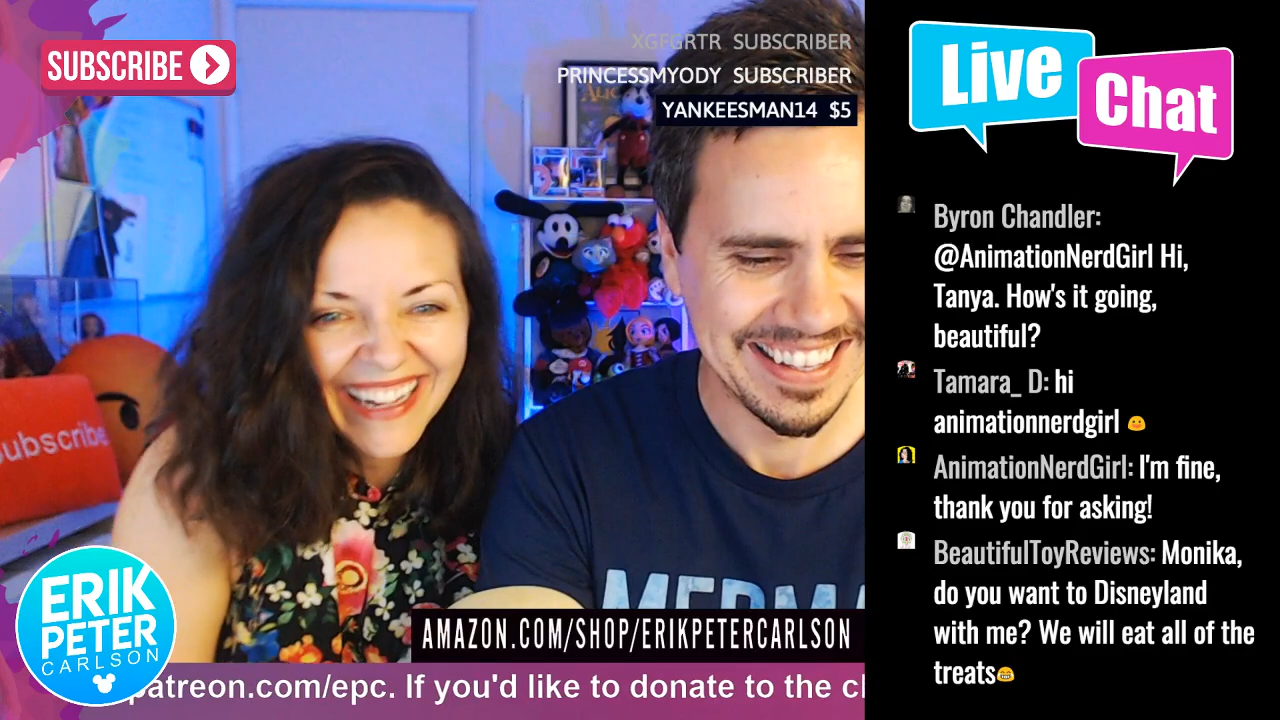 SUBSCRIBE
XGFGRTR SUBSCRIBER
PRINCESSMYODY SUBSCRIBER
YANKEESMAN14 $5
Subscribe
ERIK
PETER
CARLSON
AMAZON.COM/SHOP/ERIKPETERCARLSON
patreon.com/epc. If you'd like to donate to the
Live
Chat
Byron Chandler:
@AnimationNerdGirl Hi,
Tanya. How's it going,
beautiful?
Tamara_ D: hi
animationnerdgirl
AnimationNerdGirl: I'm fine,
thank you for asking!
BeautifulToyReviews: Monika,
do you want to Disneyland
with me? We will eat all of the
treats😂